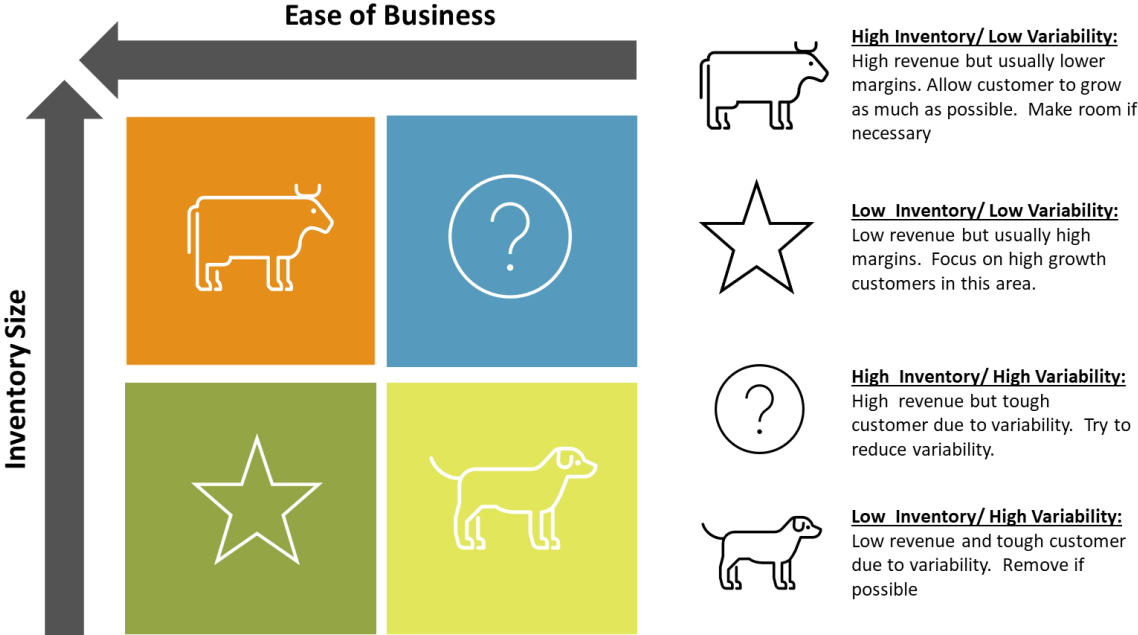 Ease of Business
Inventory Size
?
?
High Inventory/ Low Variability:
High revenue but usually lower
margins. Allow customer to grow
as much as possible.  Make room if
necessary
Low  Inventory/ Low Variability:
Low revenue but usually high
margins.  Focus on high growth
customers in this area.
High  Inventory/ High Variability:
High  revenue but tough
customer due to variability.  Try to
reduce variability.
Low  Inventory/ High Variability:
Low revenue and tough customer
due to variability.  Remove if
possible